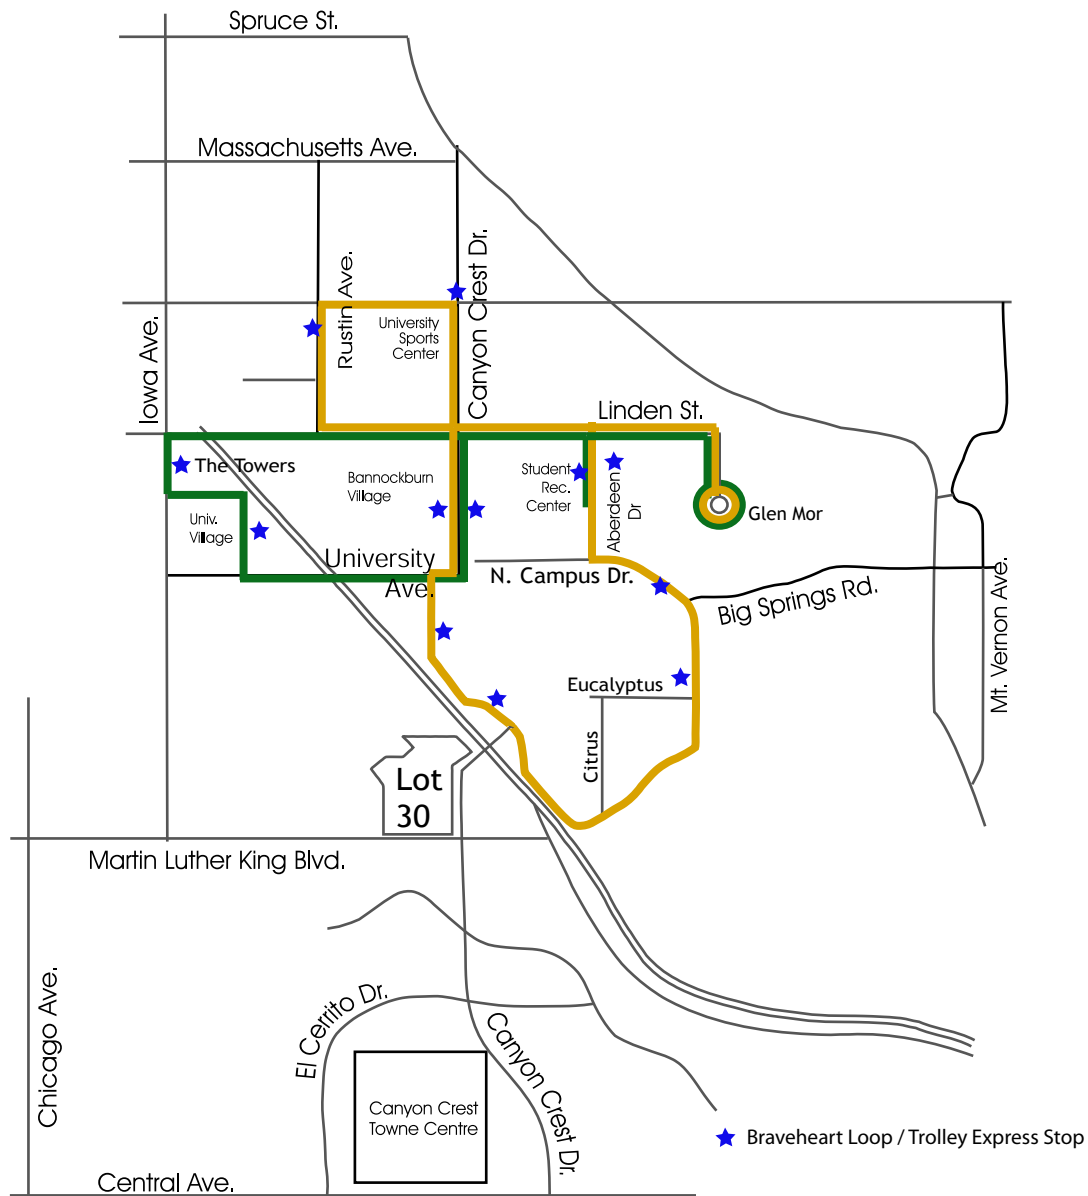 Spruce St.
Massachusetts Ave.
Canyon Crest Dr.
Rustin Ave.
Iowa Ave.
University
Sports
Center
Linden St.
The Towers
Bannockburn
Village
Student
Rec.
Center
Aberdeen
Dr
Glen Mor
Univ.
Village
University
Ave.
N. Campus Dr.
Big Springs Rd.
Mt. Vernon Ave.
Eucalyptus
Citrus
Lot
30
Martin Luther King Blvd.
Chicago Ave.
El Cerrito Dr.
Canyon Crest Dr.
Canyon Crest
Towne Centre
Braveheart Loop / Trolley Express Stop
Central Ave.